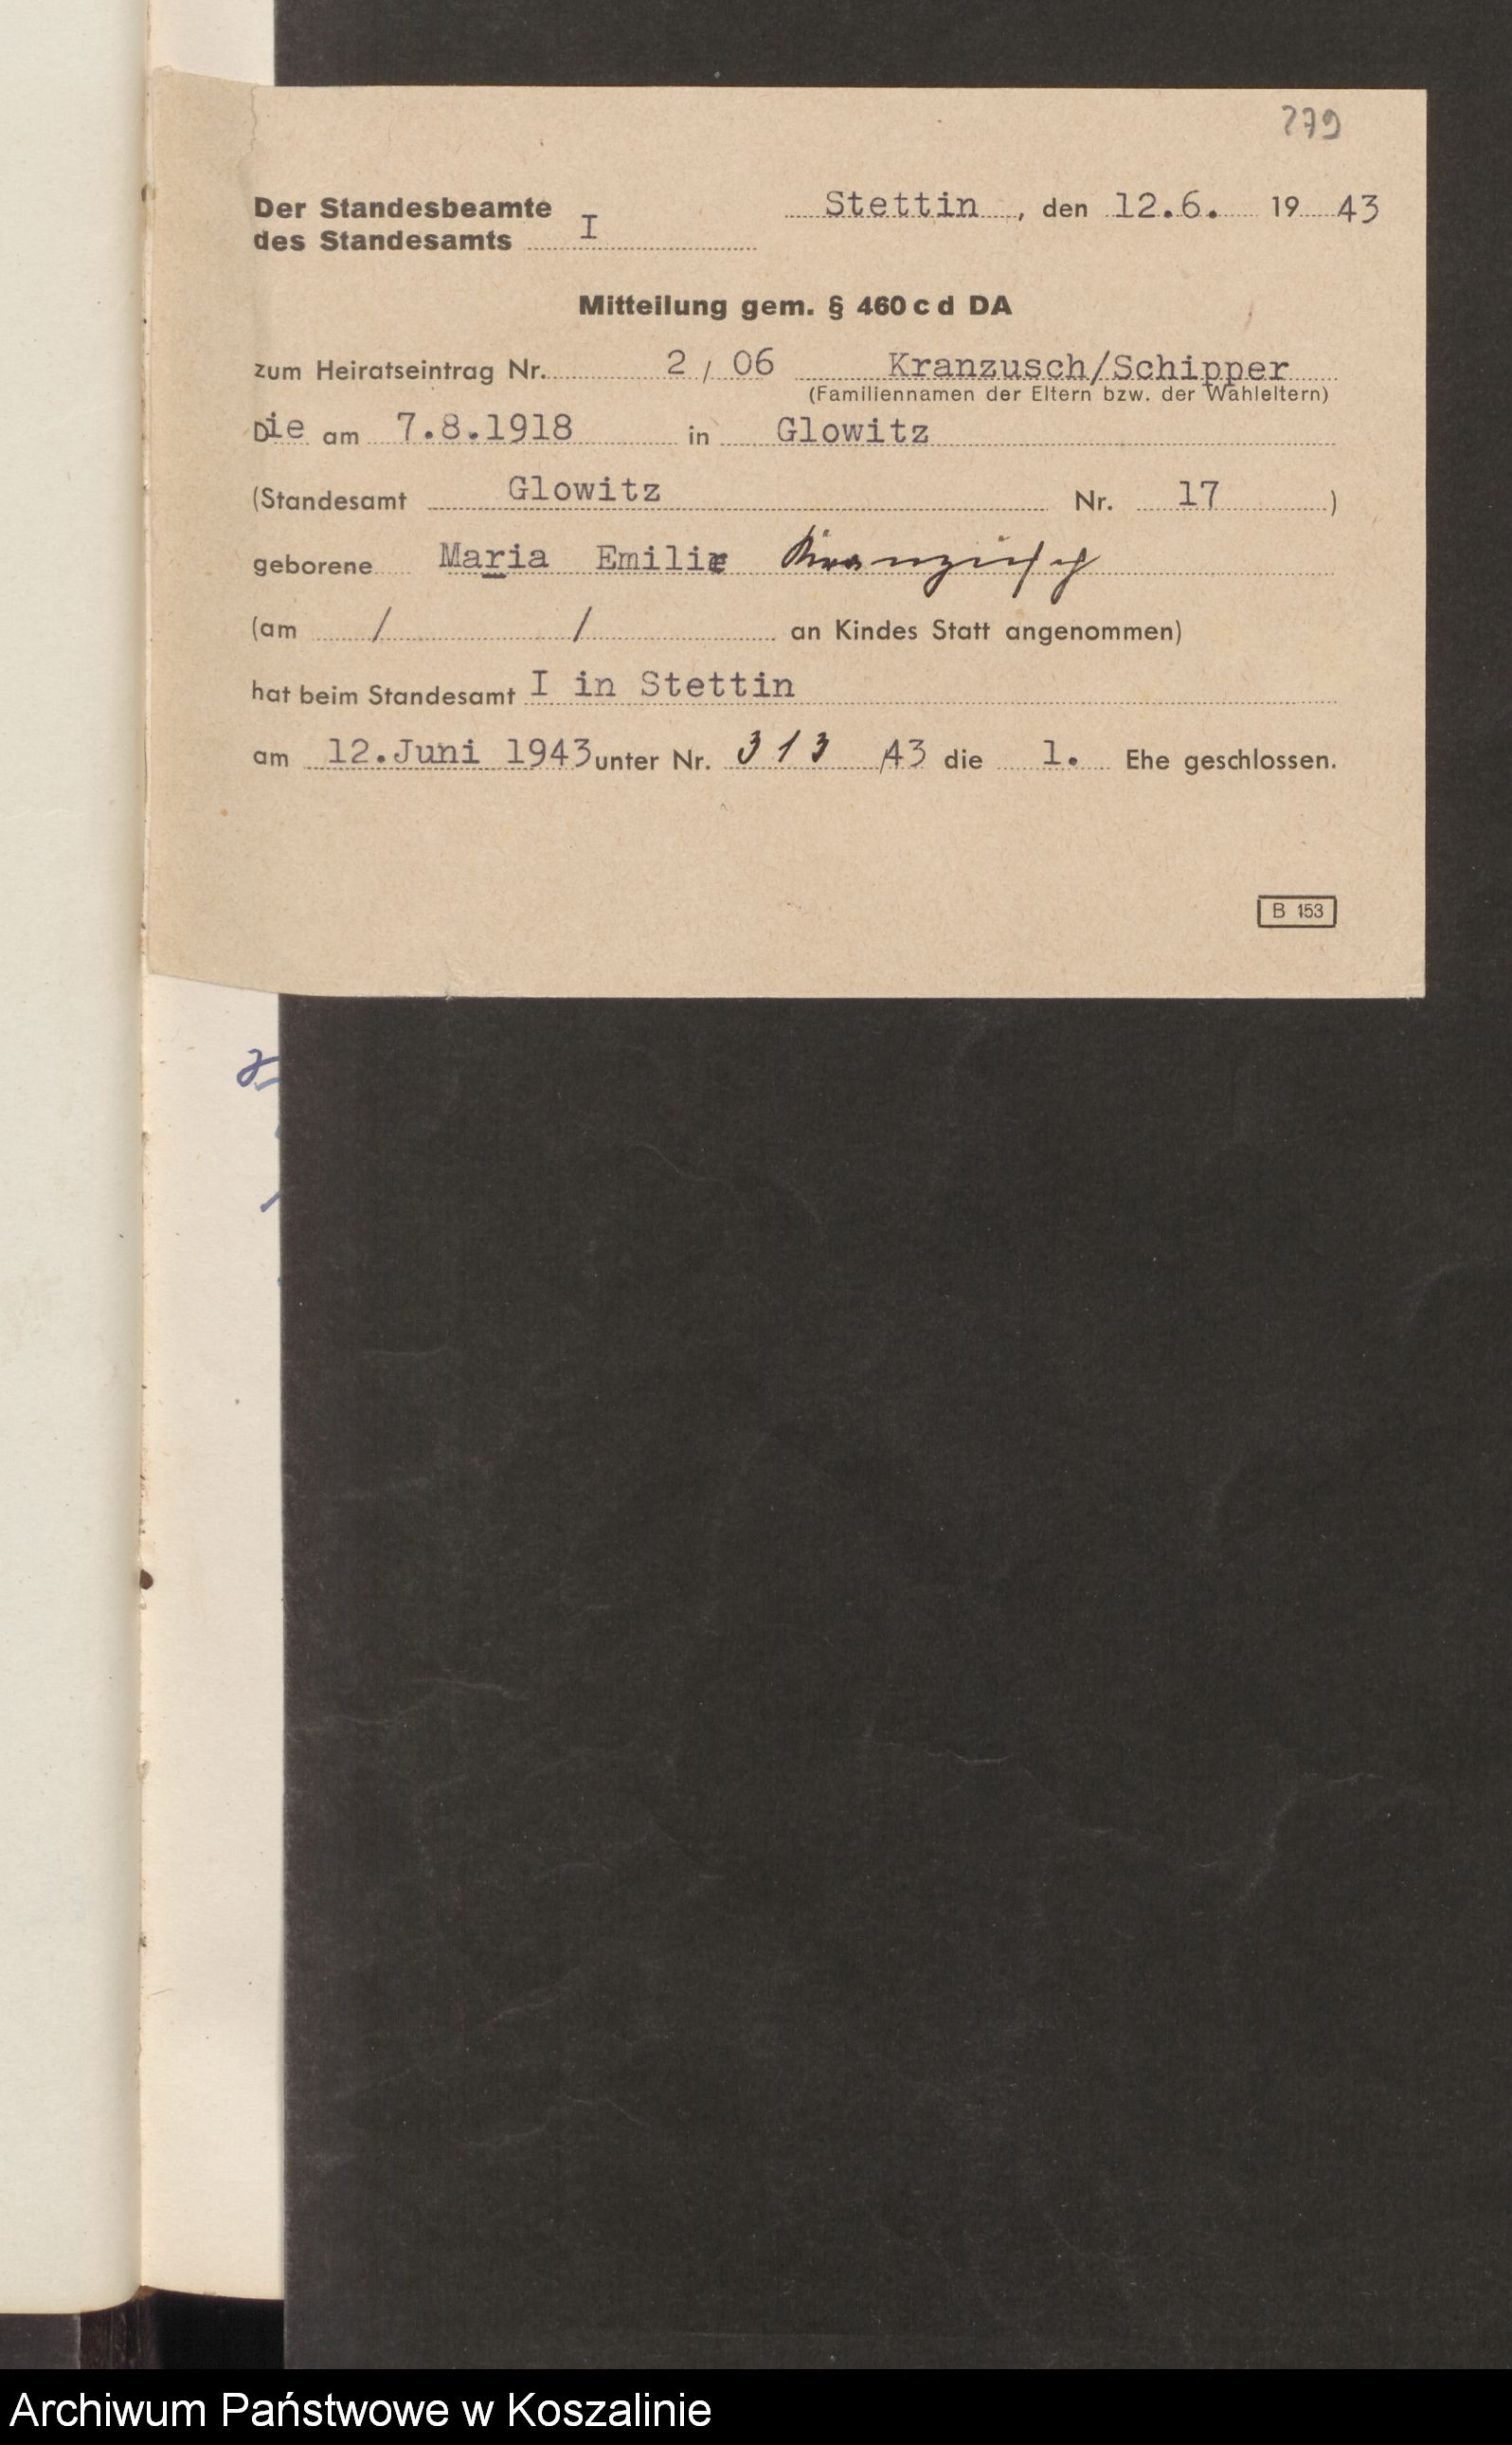 279
Der Standesbeamte
des Standesamts I
Stettin, den 12.6. 19 43
Mitteilung gem. § 460 c d DA
zum Heiratseintrag Nr. 2 / 06 Kranzusch/Schipper
(Familiennamen der Eltern bzw. der Wahleltern)
Die am 7.8.1918 in Glowitz
(Standesamt Glowitz Nr. 17 )
geborene Maria Emilie Kranzusch
(am / / an Kindes Statt angenommen)
hat beim Standesamt I in Stettin
am 12.Juni 1943 unter Nr. 313 /43 die 1. Ehe geschlossen.
B 153
Archiwum Państwowe w Koszalinie